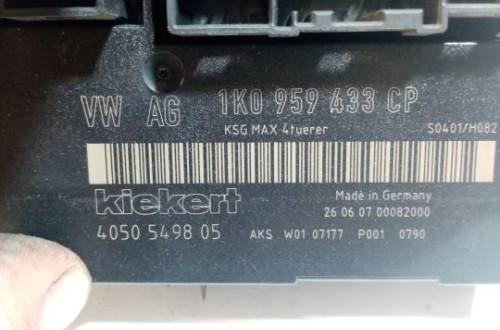 VW AG 1K0 959 433 CP
KSG MAX 4tuerer S0401/H082
kiekert Made in Germany
26 06 07 00082000
4050 5498 05 AKS W01 07177 P001 0790